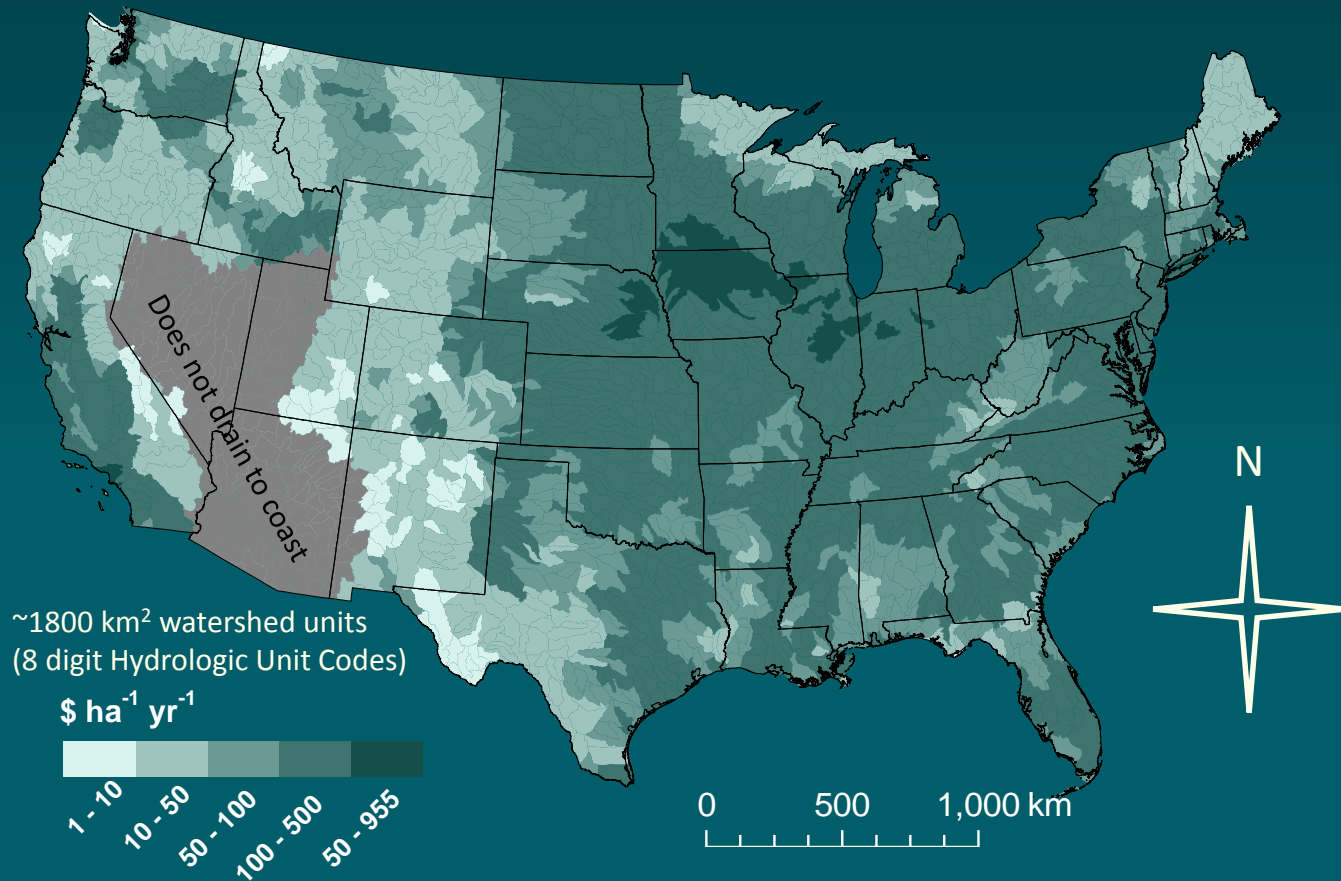 Does not drain to coast
N
~1800 km² watershed units
(8 digit Hydrologic Unit Codes)
$ ha⁻¹ yr⁻¹
1 - 10
10 - 50
50 - 100
100 - 500
50 - 955
0 500 1,000 km